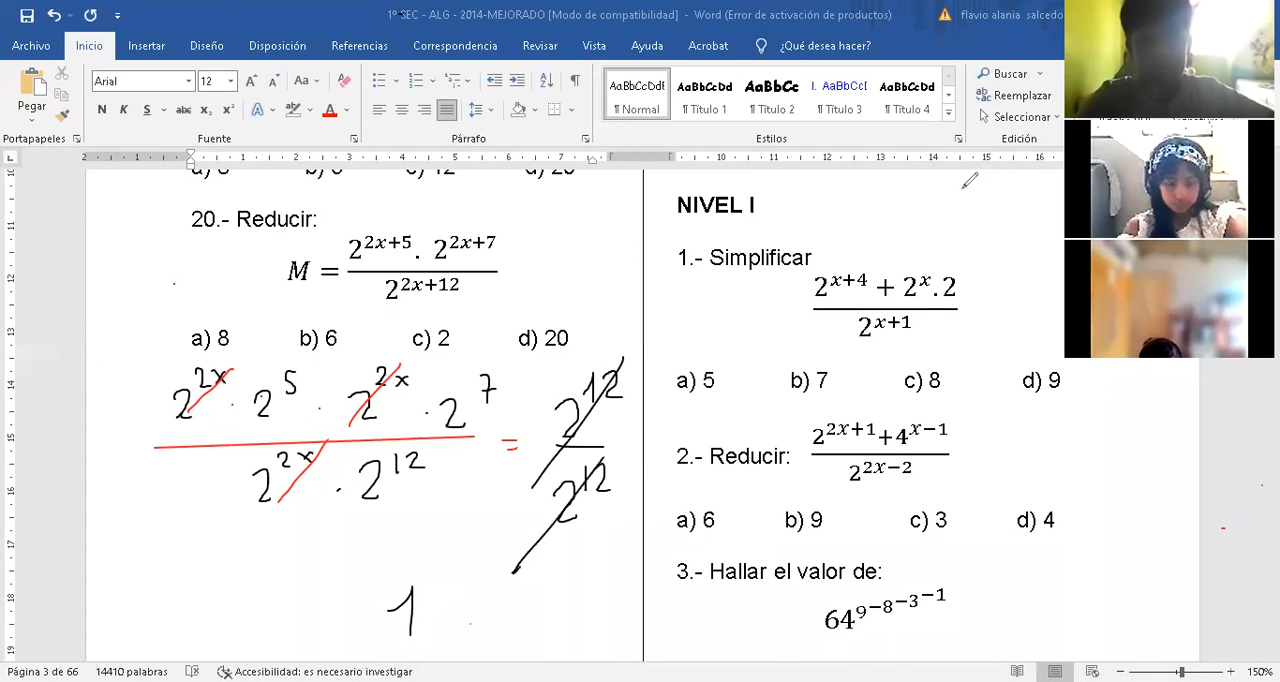 1º SEC - ALG - 2014-MEJORADO [Modo de compatibilidad] - Word (Error de activación de productos)
flavio alania salcedo
Archivo Inicio Insertar Diseño Disposición Referencias Correspondencia Revisar Vista Ayuda Acrobat ¿Qué desea hacer?
Pegar
Arial 12
N K S abc x₂ x²
AaBbCcDdE AaBbCcDd AaBbCc I. AaBbCcI AaBbCcDd
¶ Normal ¶ Título 1 ¶ Título 2 ¶ Título 3 ¶ Título 4
Buscar
Reemplazar
Seleccionar
Portapapeles Fuente Párrafo Estilos Edición
20.- Reducir:
M = (2^{2x+5} . 2^{2x+7}) / 2^{2x+12}
a) 8 b) 6 c) 2 d) 20
(2^{2x} . 2^5 . 2^{2x} . 2^7) / (2^{2x} . 2^{12}) = 2^{12} / 2^{12}
1
NIVEL I
1.- Simplificar
(2^{x+4} + 2^x . 2) / 2^{x+1}
a) 5 b) 7 c) 8 d) 9
2.- Reducir: (2^{2x+1}+4^{x-1}) / 2^{2x-2}
a) 6 b) 9 c) 3 d) 4
3.- Hallar el valor de:
64^{9^{-8^{-3^{-1}}}}
Página 3 de 66 14410 palabras Accesibilidad: es necesario investigar 150%